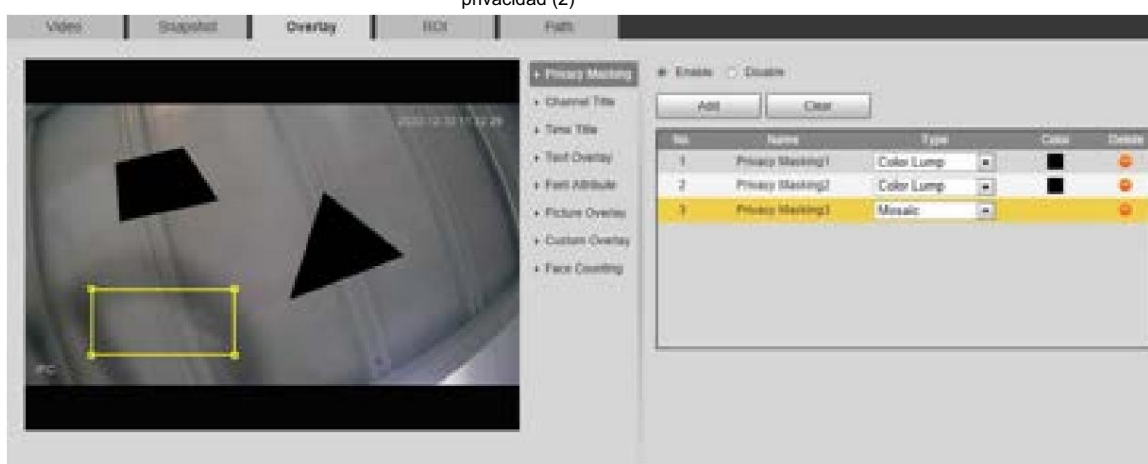 privacidad (2)
Video Snapshot Overlay ROI Path
Privacy Masking
Channel Title
Time Title
Text Overlay
Font Attribute
Picture Overlay
Custom Overlay
Face Counting
Enable Disable
Add Clear
No. Name Type Color Delete
1 Privacy Masking1 Color Lump
2 Privacy Masking2 Color Lump
3 Privacy Masking3 Mosaic
IPC